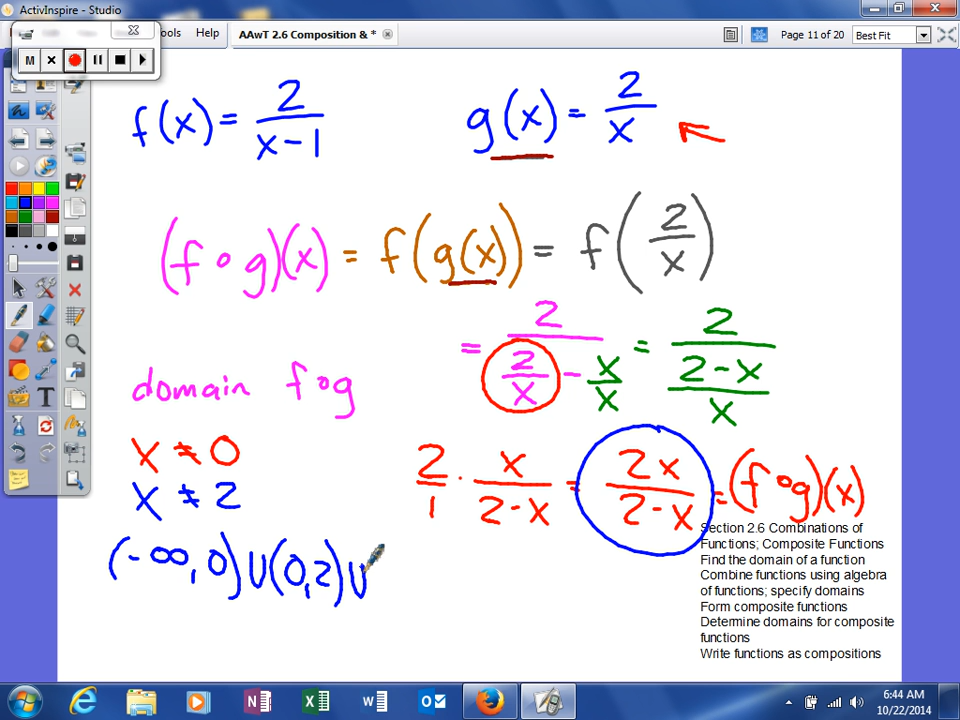 ActivInspire - Studio
Tools Help AAwT 2.6 Composition & * Page 11 of 20 Best Fit
M
f(x) = 2/(x-1) g(x) = 2/x
(f∘g)(x) = f(g(x)) = f(2/x)
= 2/(2/x - x/x) = 2/((2-x)/x)
domain f∘g
x ≠ 0
x ≠ 2
2/1 · x/(2-x) = 2x/(2-x) = (f∘g)(x)
(-∞, 0) U (0, 2) U
Section 2.6 Combinations of
Functions; Composite Functions
Find the domain of a function
Combine functions using algebra
of functions; specify domains
Form composite functions
Determine domains for composite
functions
Write functions as compositions
6:44 AM
10/22/2014